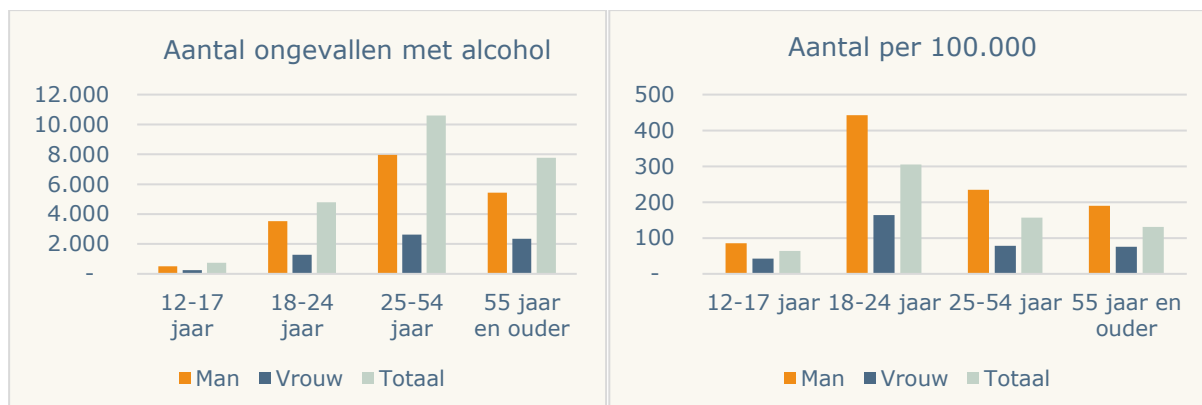 Aantal ongevallen met alcohol
12.000
10.000
8.000
6.000
4.000
2.000
-
12-17
jaar
18-24
jaar
25-54
jaar
55 jaar
en ouder
Man
Vrouw
Totaal
Aantal per 100.000
500
400
300
200
100
-
12-17 jaar
18-24 jaar
25-54 jaar
55 jaar en
ouder
Man
Vrouw
Totaal